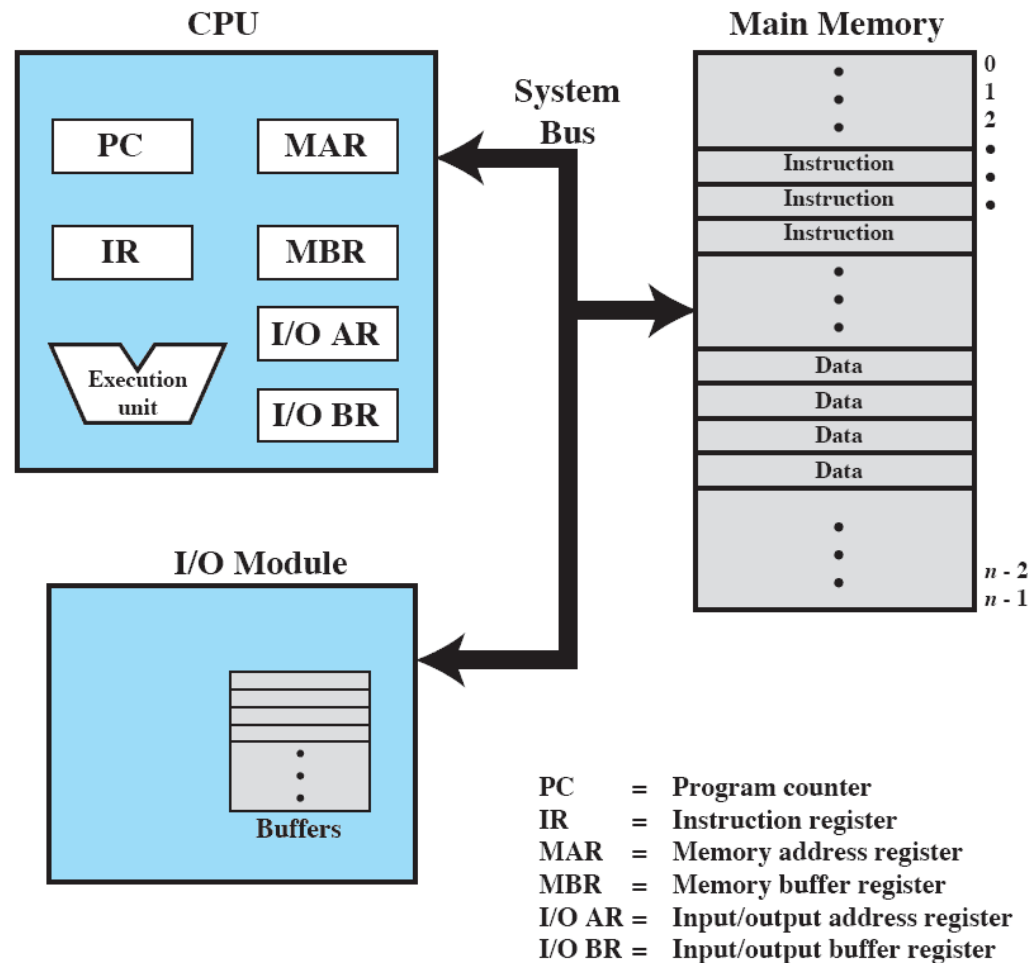 CPU
PC
MAR
IR
MBR
I/O AR
I/O BR
Execution
unit
System
Bus
Main Memory
0
1
2
Instruction
Instruction
Instruction
Data
Data
Data
Data
n - 2
n - 1
I/O Module
Buffers
PC = Program counter
IR = Instruction register
MAR = Memory address register
MBR = Memory buffer register
I/O AR = Input/output address register
I/O BR = Input/output buffer register